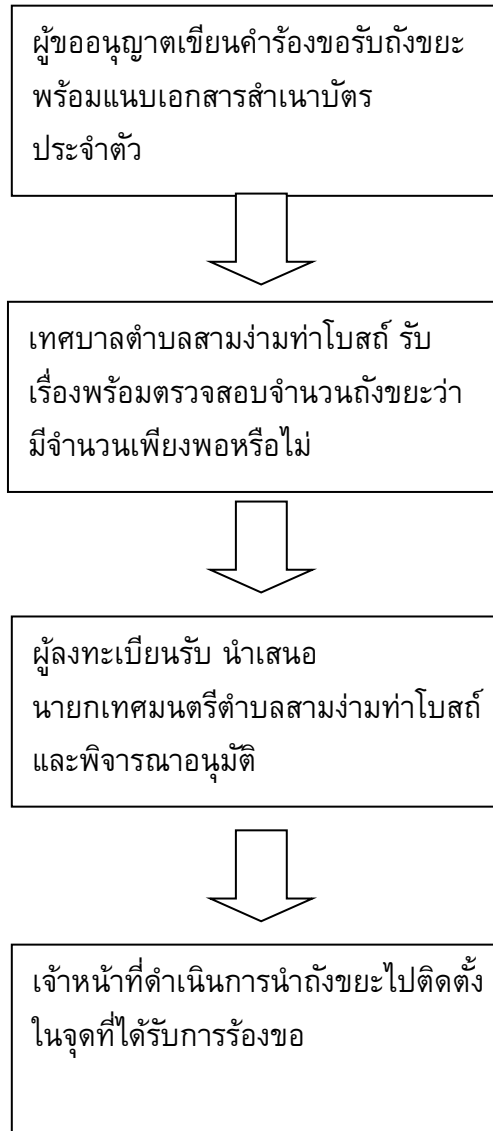 ผู้ขออนุญาตเขียนคำร้องขอรับถังขยะ
พร้อมแนบเอกสารสำเนาบัตร
ประจำตัว
เทศบาลตำบลสามง่ามท่าโบสถ์ รับ
เรื่องพร้อมตรวจสอบจำนวนถังขยะว่า
มีจำนวนเพียงพอหรือไม่
ผู้ลงทะเบียนรับ นำเสนอ
นายกเทศมนตรีตำบลสามง่ามท่าโบสถ์
และพิจารณาอนุมัติ
เจ้าหน้าที่ดำเนินการนำถังขยะไปติดตั้ง
ในจุดที่ได้รับการร้องขอ